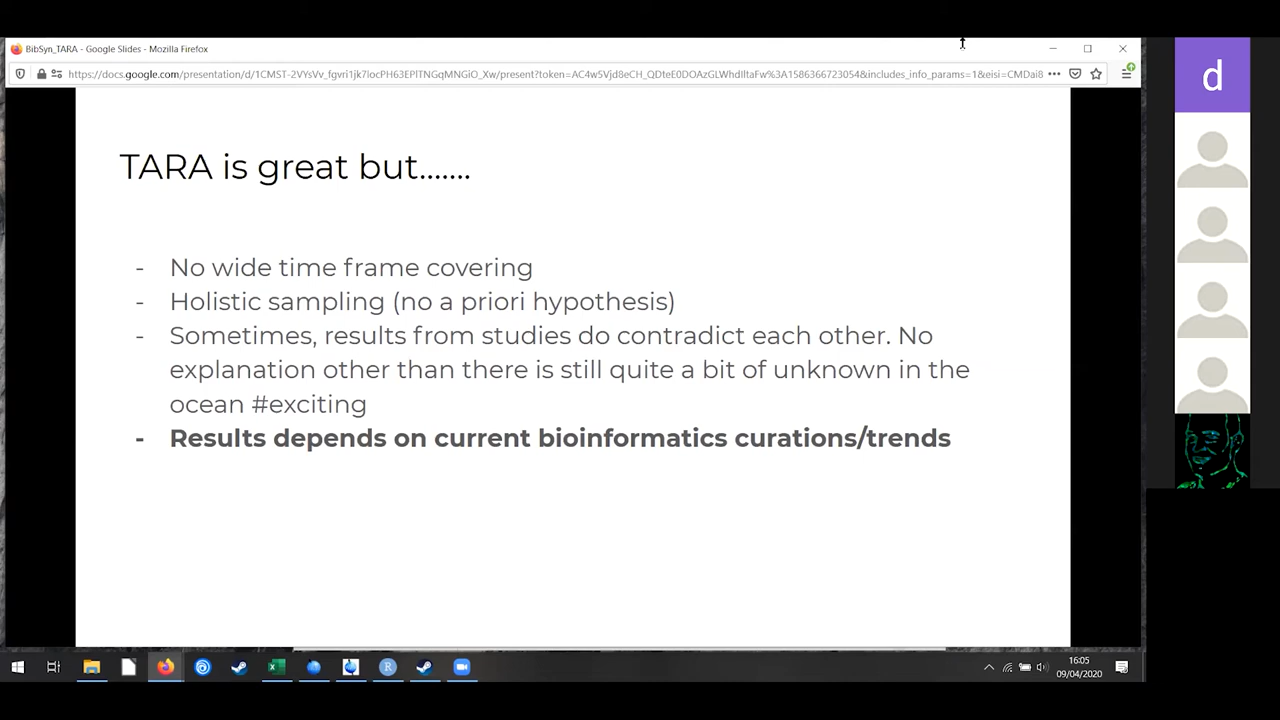 BibSyn_TARA - Google Slides - Mozilla Firefox
https://docs.google.com/presentation/d/1CMST-2VYsVv_fgvri1jk7locPH63EPlTNGqMNGiO_Xw/present?token=AC4w5Vjd8eCH_QDteE0DOAzGLWhdltaFw%3A1586366723054&includes_info_params=1&eisi=CMDai8
d
TARA is great but.......
- No wide time frame covering
- Holistic sampling (no a priori hypothesis)
- Sometimes, results from studies do contradict each other. No
explanation other than there is still quite a bit of unknown in the
ocean #exciting
- Results depends on current bioinformatics curations/trends
R
16:05
09/04/2020